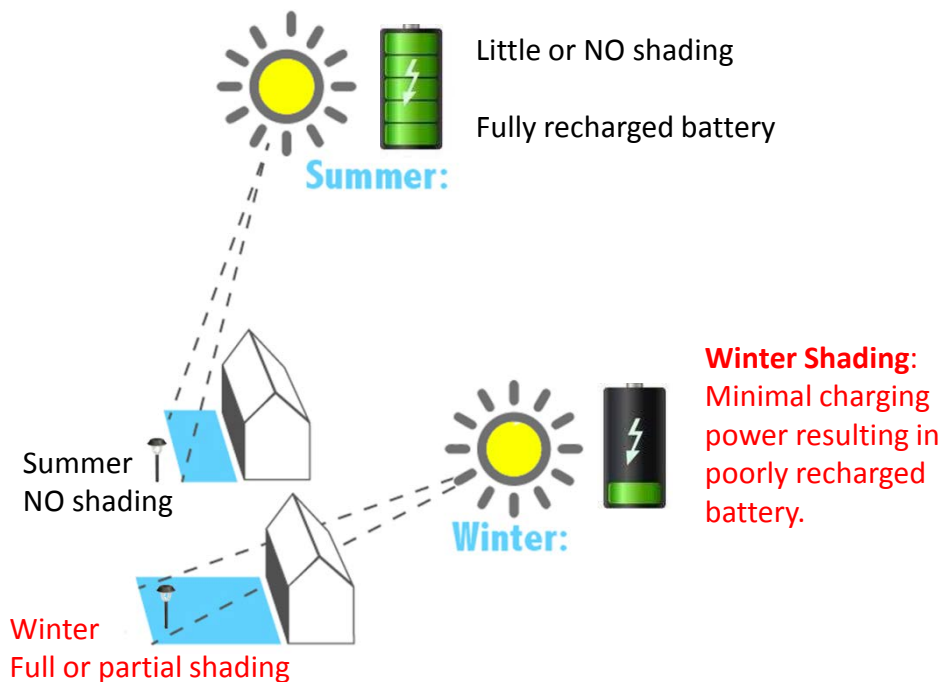 Little or NO shading
Fully recharged battery
Summer:
Summer
NO shading
Winter Shading:
Minimal charging
power resulting in
poorly recharged
battery.
Winter:
Winter
Full or partial shading